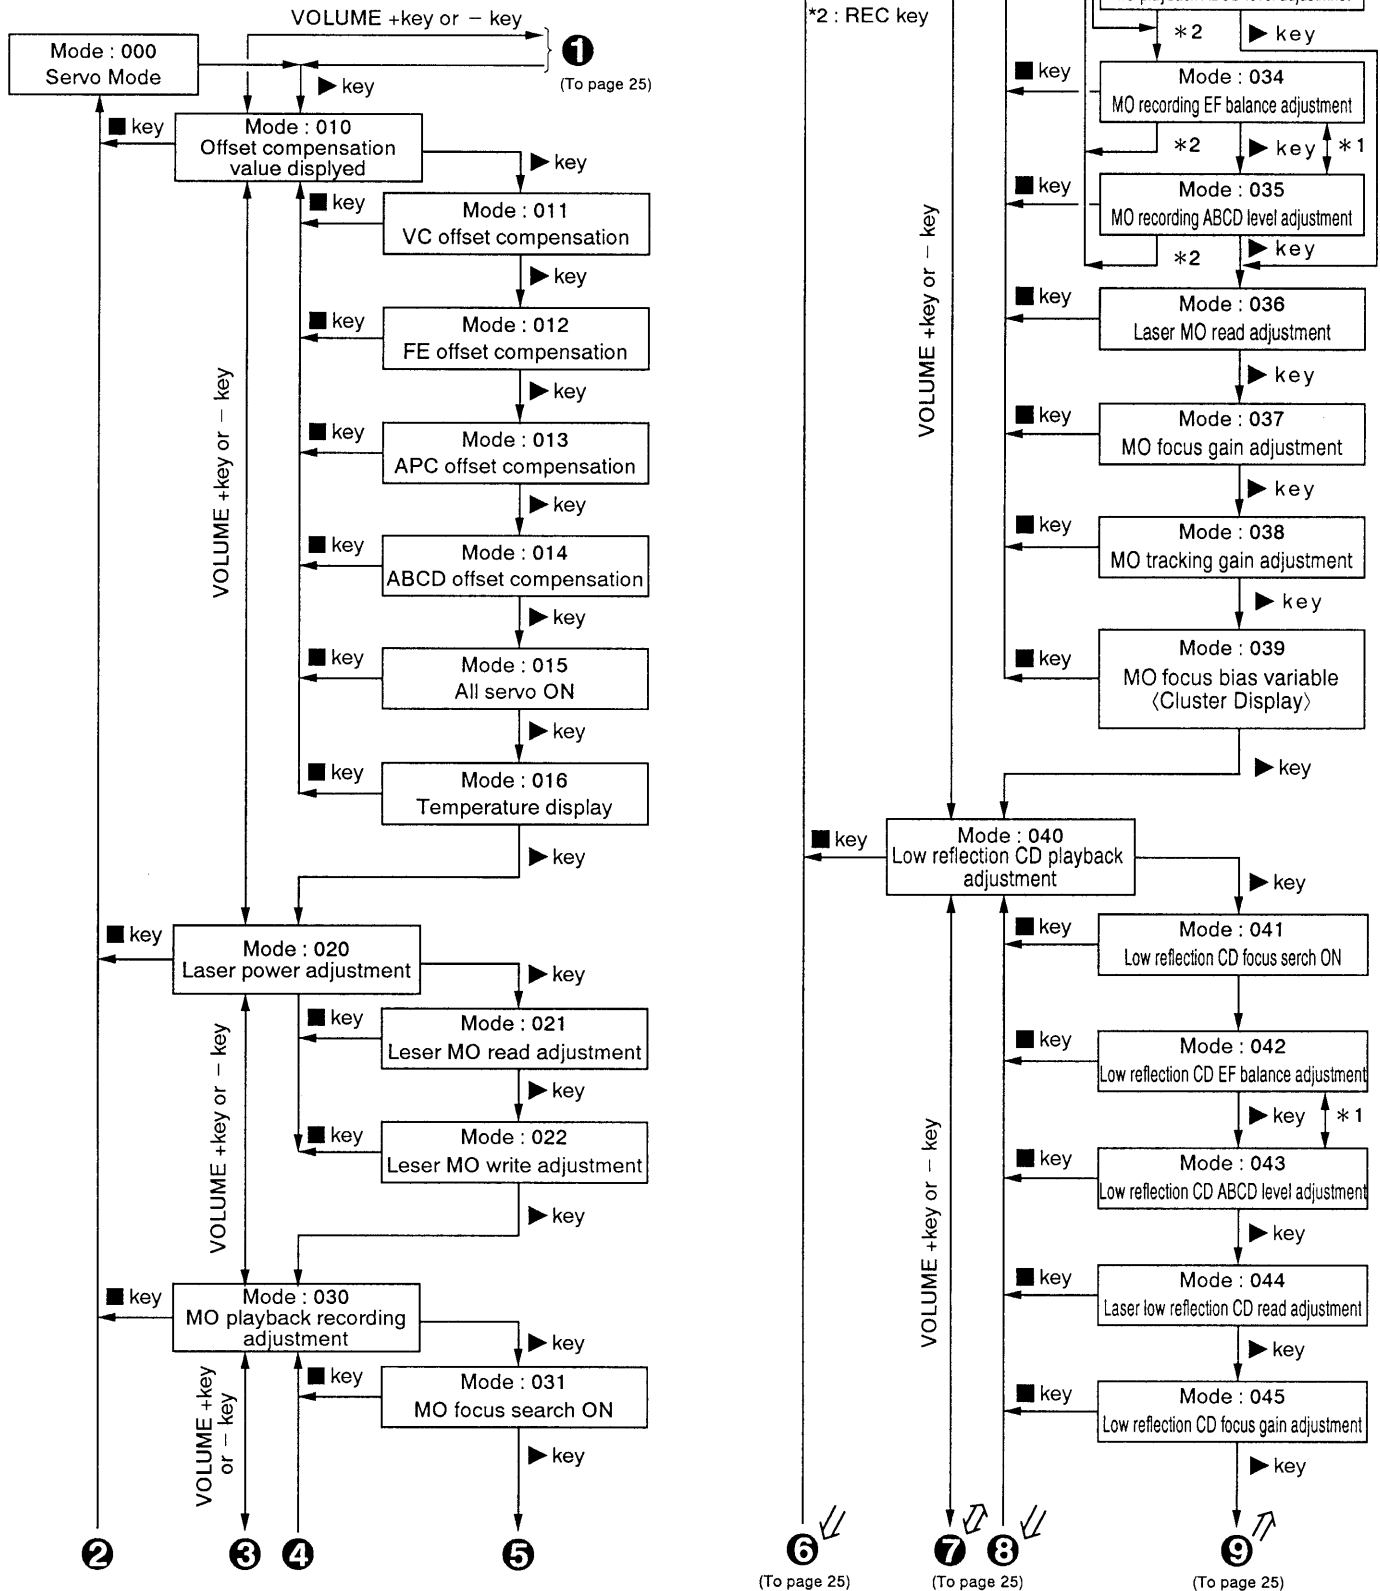 VOLUME +key or − key
Mode : 000
Servo Mode
❶
(To page 25)
▶ key
■ key
Mode : 010
Offset compensation
value displyed
▶ key
■ key
Mode : 011
VC offset compensation
▶ key
■ key
Mode : 012
FE offset compensation
▶ key
■ key
Mode : 013
APC offset compensation
▶ key
■ key
Mode : 014
ABCD offset compensation
▶ key
■ key
Mode : 015
All servo ON
▶ key
■ key
Mode : 016
Temperature display
▶ key
VOLUME +key or − key
■ key
Mode : 020
Laser power adjustment
▶ key
■ key
Mode : 021
Leser MO read adjustment
▶ key
■ key
Mode : 022
Leser MO write adjustment
▶ key
VOLUME +key or − key
■ key
Mode : 030
MO playback recording
adjustment
▶ key
■ key
Mode : 031
MO focus search ON
▶ key
VOLUME +key
or − key
❷
❸
❹
❺
*2 : REC key
*2
▶ key
■ key
Mode : 034
MO recording EF balance adjustment
*2
▶ key
*1
■ key
Mode : 035
MO recording ABCD level adjustment
*2
▶ key
■ key
Mode : 036
Laser MO read adjustment
▶ key
■ key
Mode : 037
MO focus gain adjustment
▶ key
■ key
Mode : 038
MO tracking gain adjustment
▶ key
■ key
Mode : 039
MO focus bias variable
〈Cluster Display〉
▶ key
VOLUME +key or − key
■ key
Mode : 040
Low reflection CD playback
adjustment
▶ key
■ key
Mode : 041
Low reflection CD focus serch ON
■ key
Mode : 042
Low reflection CD EF balance adjustment
▶ key
*1
■ key
Mode : 043
Low reflection CD ABCD level adjustment
▶ key
■ key
Mode : 044
Laser low reflection CD read adjustment
▶ key
■ key
Mode : 045
Low reflection CD focus gain adjustment
▶ key
VOLUME +key or − key
❻
(To page 25)
❼
❽
(To page 25)
❾
(To page 25)